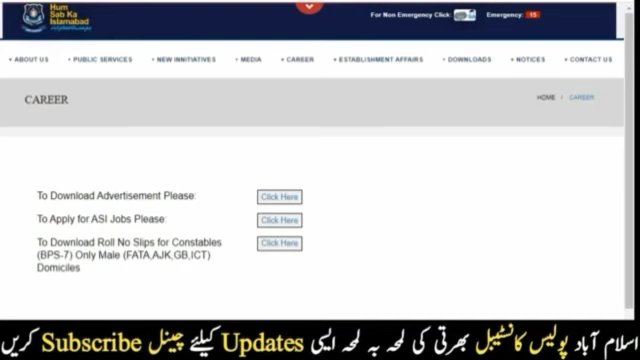 Hum
Sab Ka
Islamabad
For Non Emergency Click: Emergency: 15
ABOUT US PUBLIC SERVICES NEW INNITIATIVES MEDIA CAREER ESTABLISHMENT AFFAIRS DOWNLOADS NOTICES CONTACT US
CAREER HOME / CAREER
To Download Advertisement Please: Click Here
To Apply for ASI Jobs Please: Click Here
To Download Roll No Slips for Constables Click Here
(BPS-7) Only Male (FATA,AJK,GB,ICT)
Domiciles
اسلام آباد پولیس کانسٹیبل بھرتی کی لمحہ بہ لمحہ ایسی Updates کیلئے چینل Subscribe کریں